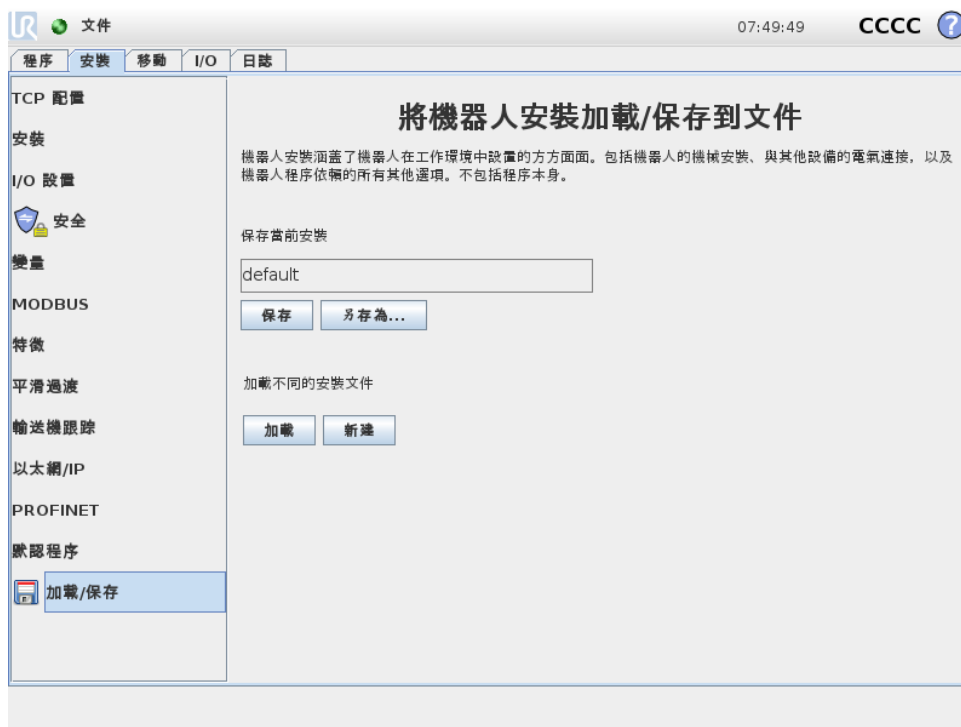 UR 文件 07:49:49 CCCC ?
程序 安裝 移動 I/O 日誌
TCP 配置
安裝
I/O 設置
安全
變量
MODBUS
特徵
平滑過渡
輸送機跟踪
以太網/IP
PROFINET
默認程序
加載/保存
將機器人安裝加載/保存到文件
機器人安裝涵蓋了機器人在工作環境中設置的方方面面。包括機器人的機械安裝、與其他設備的電氣連接，以及
機器人程序依賴的所有其他選項。不包括程序本身。
保存當前安裝
default
保存 另存為...
加載不同的安裝文件
加載 新建